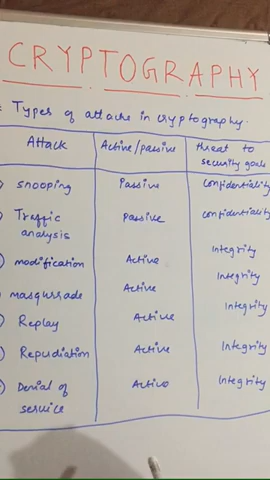 CRYPTOGRAPHY
Types of attacks in cryptography.
Attack Active/passive threat to security goals
snooping Passive Confidentiality
Traffic analysis Passive Confidentiality
modification Active Integrity
masqurade Active Integrity
Replay Active Integrity
Repudiation Active Integrity
Denial of service Active Integrity